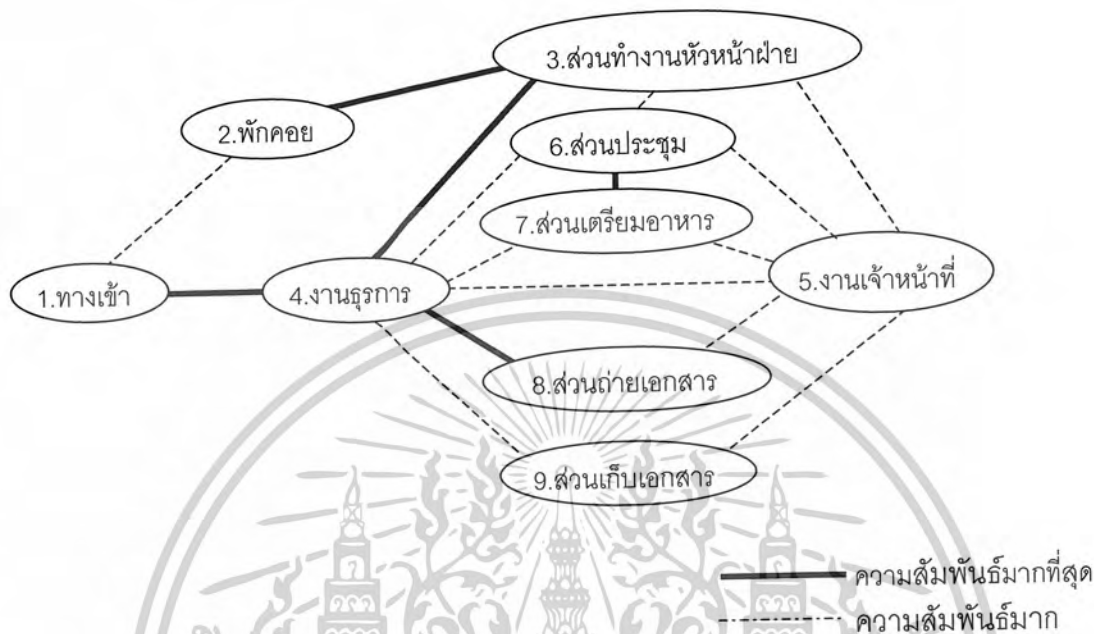 3.ส่วนทำงานหัวหน้าฝ่าย
2.พักคอย
6.ส่วนประชุม
7.ส่วนเตรียมอาหาร
1.ทางเข้า
4.งานธุรการ
5.งานเจ้าหน้าที่
8.ส่วนถ่ายเอกสาร
9.ส่วนเก็บเอกสาร
ความสัมพันธ์มากที่สุด
ความสัมพันธ์มาก